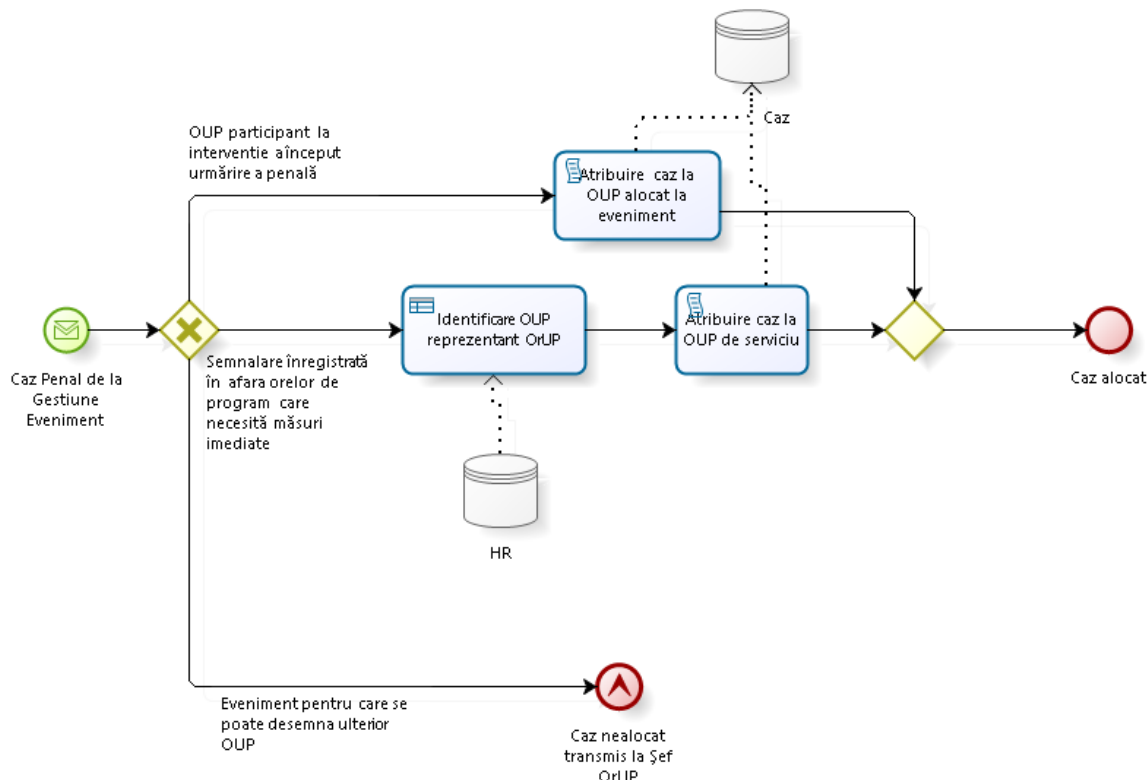 Caz
OUP participant la
interventie a început
urmărire a penală
Atribuire caz la
OUP alocat la
eveniment
Identificare OUP
reprezentant OrUP
Atribuire caz la
OUP de serviciu
Caz Penal de la
Gestiune
Eveniment
Semnalare înregistrată
în afara orelor de
program care
necesită măsuri
imediate
Caz alocat
HR
Eveniment pentru care se
poate desemna ulterior
OUP
Caz nealocat
transmis la Şef
OrUP